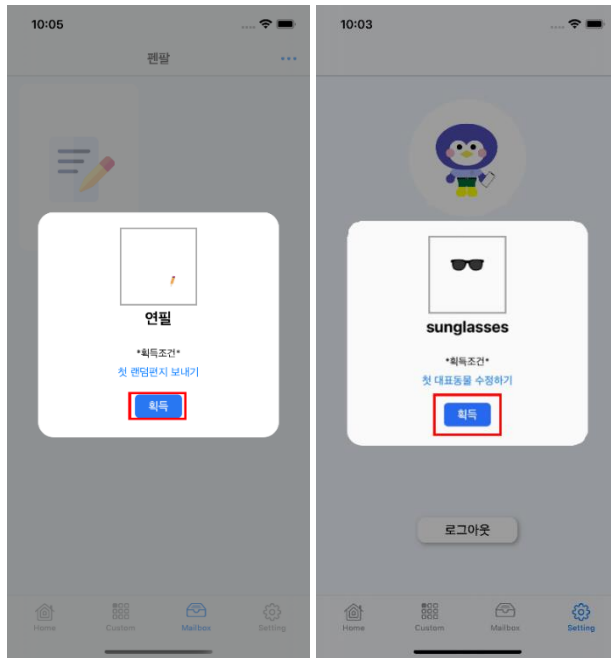 10:05
펜팔
연필
*획득조건*
첫 랜덤편지 보내기
획득
Home
Custom
Mailbox
Setting
10:03
sunglasses
*획득조건*
첫 대표동물 수정하기
획득
로그아웃
Home
Custom
Mailbox
Setting